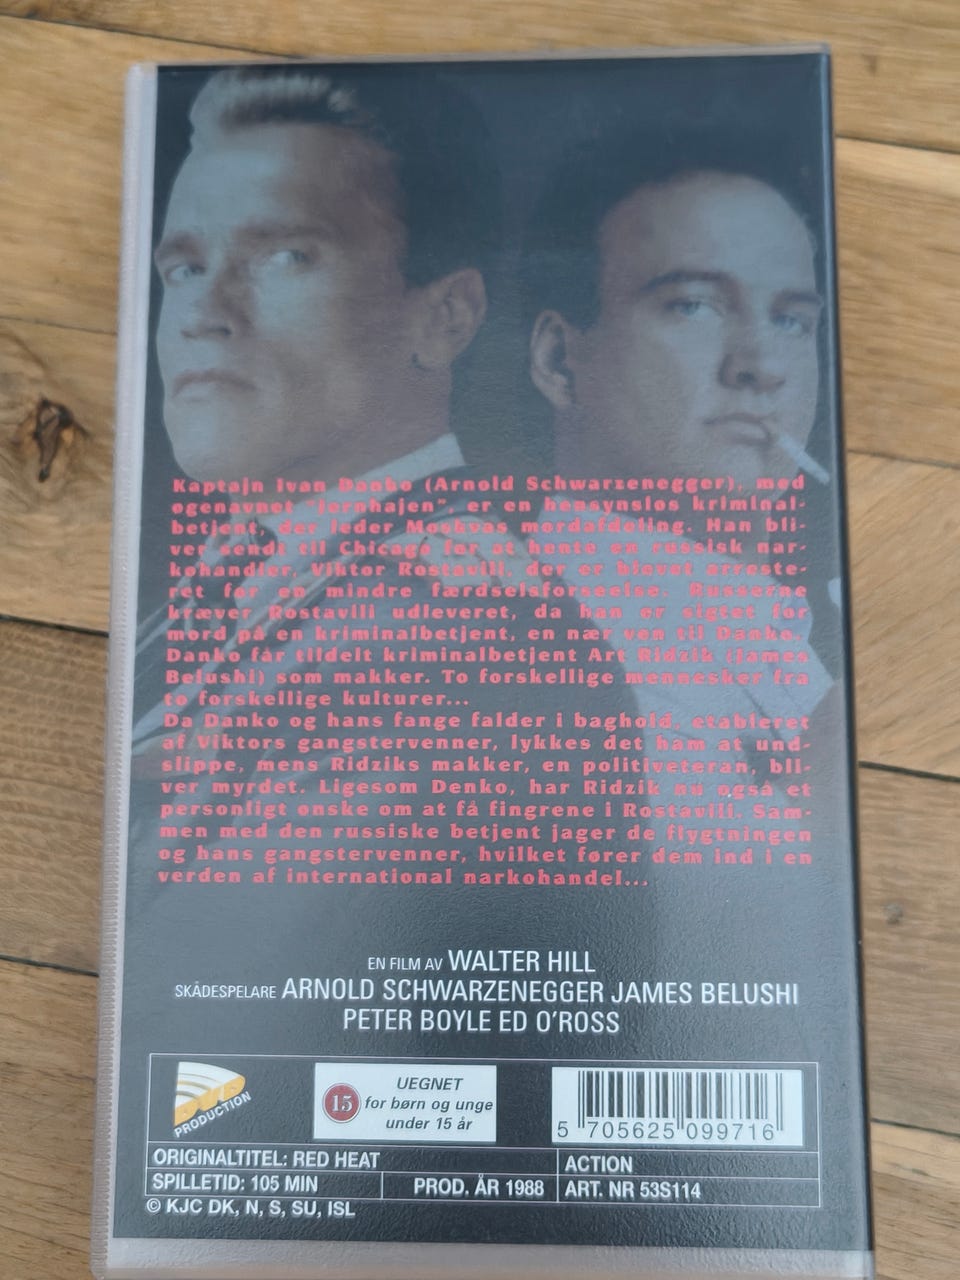 Kaptajn Ivan Danko (Arnold Schwarzenegger), med
øgenavnet "Jernhajen", er en hensynsløs kriminal-
betjent, der leder Moskvas mordafdeling. Han bli-
ver sendt til Chicago for at hente en russisk nar-
kohandler, Viktor Rostavili, der er blevet arreste-
ret for en mindre færdselsforseelse. Russerne
kræver Rostavili udleveret, da han er sigtet for
mord på en kriminalbetjent, en nær ven til Danko.
Danko får tildelt kriminalbetjent Art Ridzik (James
Belushi) som makker. To forskellige mennesker fra
to forskellige kulturer...
Da Danko og hans fange falder i baghold, etableret
af Viktors gangstervenner, lykkes det ham at und-
slippe, mens Ridziks makker, en politiveteran, bli-
ver myrdet. Ligesom Denko, har Ridzik nu også et
personligt ønske om at få fingrene i Rostavili. Sam-
men med den russiske betjent jager de flygtningen
og hans gangstervenner, hvilket fører dem ind i en
verden af international narkohandel...
EN FILM AV WALTER HILL
SKÅDESPELARE ARNOLD SCHWARZENEGGER JAMES BELUSHI
PETER BOYLE ED O'ROSS
DVS
PRODUCTION
15
UEGNET
for børn og unge
under 15 år
5 705625 099716
ORIGINALTITEL: RED HEAT
ACTION
SPILLETID: 105 MIN
PROD. ÅR 1988
ART. NR 53S114
© KJC DK, N, S, SU, ISL